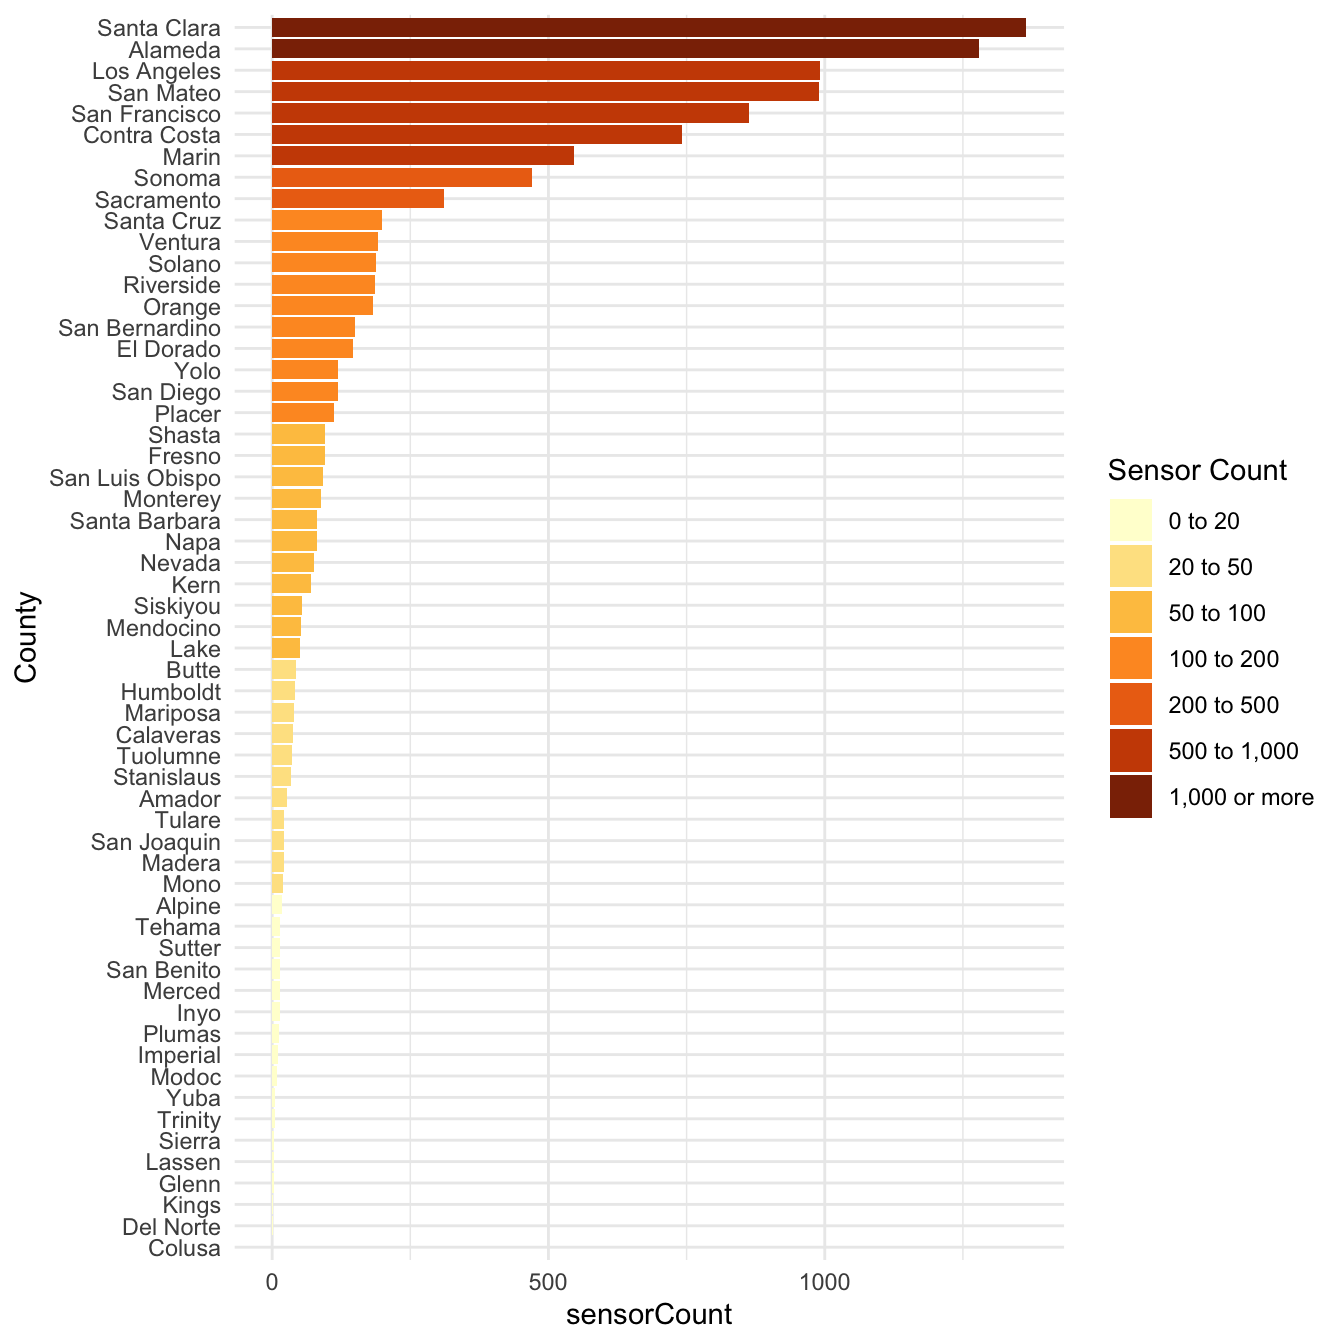 Santa Clara
Alameda
Los Angeles
San Mateo
San Francisco
Contra Costa
Marin
Sonoma
Sacramento
Santa Cruz
Ventura
Solano
Riverside
Orange
San Bernardino
El Dorado
Yolo
San Diego
Placer
Shasta
Fresno
San Luis Obispo
Monterey
Santa Barbara
Napa
Nevada
Kern
Siskiyou
Mendocino
Lake
Butte
Humboldt
Mariposa
Calaveras
Tuolumne
Stanislaus
Amador
Tulare
San Joaquin
Madera
Mono
Alpine
Tehama
Sutter
San Benito
Merced
Inyo
Plumas
Imperial
Modoc
Yuba
Trinity
Sierra
Lassen
Glenn
Kings
Del Norte
Colusa
County
0 500 1000
sensorCount
Sensor Count
0 to 20
20 to 50
50 to 100
100 to 200
200 to 500
500 to 1,000
1,000 or more